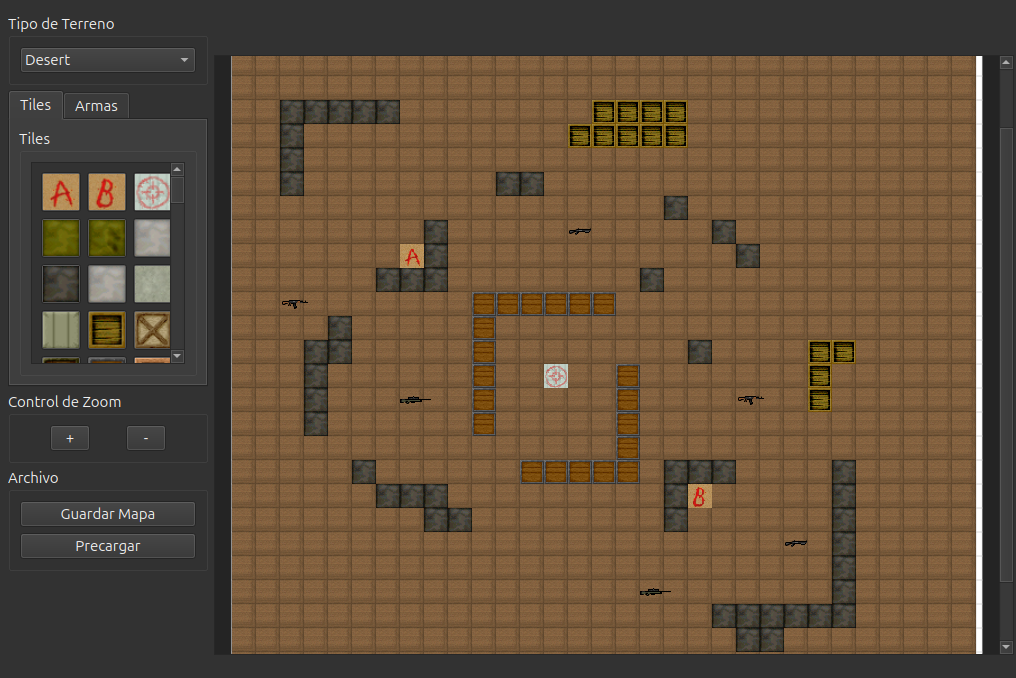 Tipo de Terreno
Desert
Tiles
Armas
Tiles
A
B
Control de Zoom
+
-
Archivo
Guardar Mapa
Precargar
A
B